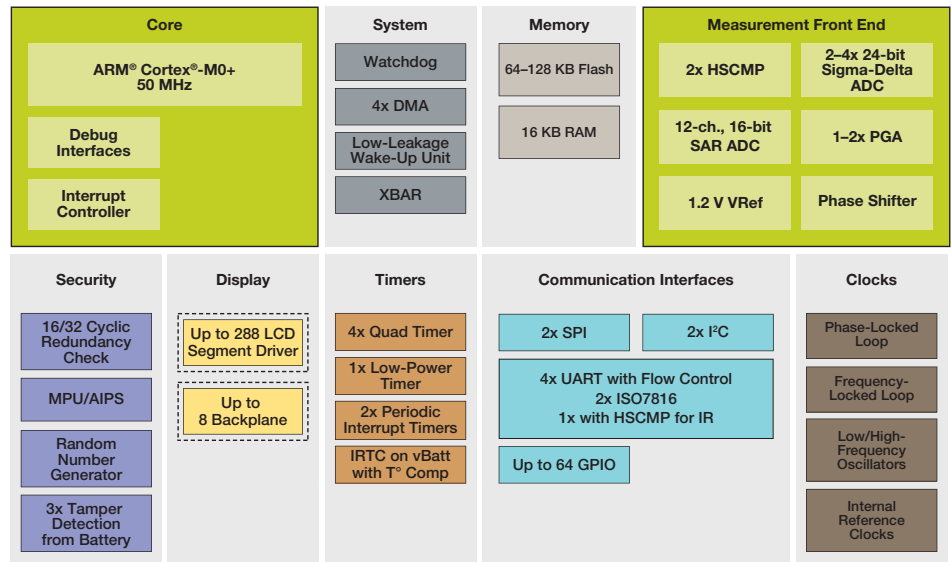 Core
ARM® Cortex®-M0+
50 MHz
Debug
Interfaces
Interrupt
Controller
System
Watchdog
4x DMA
Low-Leakage
Wake-Up Unit
XBAR
Memory
64–128 KB Flash
16 KB RAM
Measurement Front End
2x HSCMP
2–4x 24-bit
Sigma-Delta
ADC
12-ch., 16-bit
SAR ADC
1–2x PGA
1.2 V VRef
Phase Shifter
Security
16/32 Cyclic
Redundancy
Check
MPU/AIPS
Random
Number
Generator
3x Tamper
Detection
from Battery
Display
Up to 288 LCD
Segment Driver
Up to
8 Backplane
Timers
4x Quad Timer
1x Low-Power
Timer
2x Periodic
Interrupt Timers
IRTC on vBatt
with T° Comp
Communication Interfaces
2x SPI
2x I²C
4x UART with Flow Control
2x ISO7816
1x with HSCMP for IR
Up to 64 GPIO
Clocks
Phase-Locked
Loop
Frequency-
Locked Loop
Low/High-
Frequency
Oscillators
Internal
Reference
Clocks